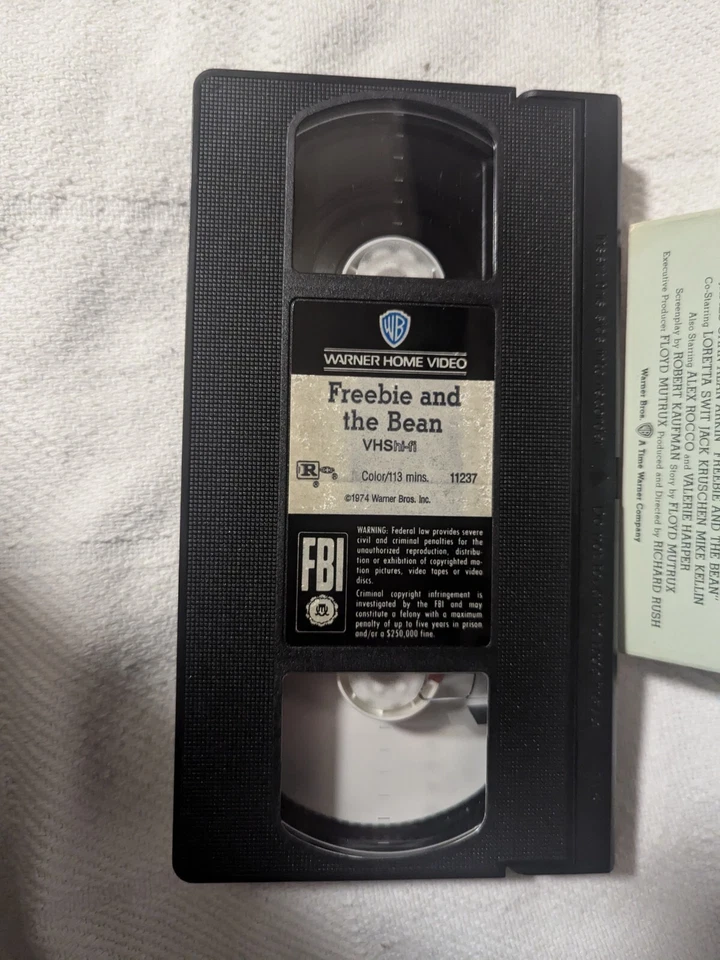 WB
WARNER HOME VIDEO
Freebie and
the Bean
VHS hi-fi
R
Color/113 mins. 11237
©1974 Warner Bros. Inc.
FBI
WARNING: Federal law provides severe
civil and criminal penalties for the
unauthorized reproduction, distribu-
tion or exhibition of copyrighted mo-
tion pictures, video tapes or video
discs.
Criminal copyright infringement is
investigated by the FBI and may
constitute a felony with a maximum
penalty of up to five years in prison
and/or a $250,000 fine.
"FREEBIE AND THE BEAN"
Co-Starring LORETTA SWIT JACK KRUSCHEN MIKE KELLIN
Also Starring ALEX ROCCO and VALERIE HARPER
Screenplay by ROBERT KAUFMAN Story by FLOYD MUTRUX
Executive Producer FLOYD MUTRUX Produced and Directed by RICHARD RUSH
Warner Bros. WB A Time Warner Company